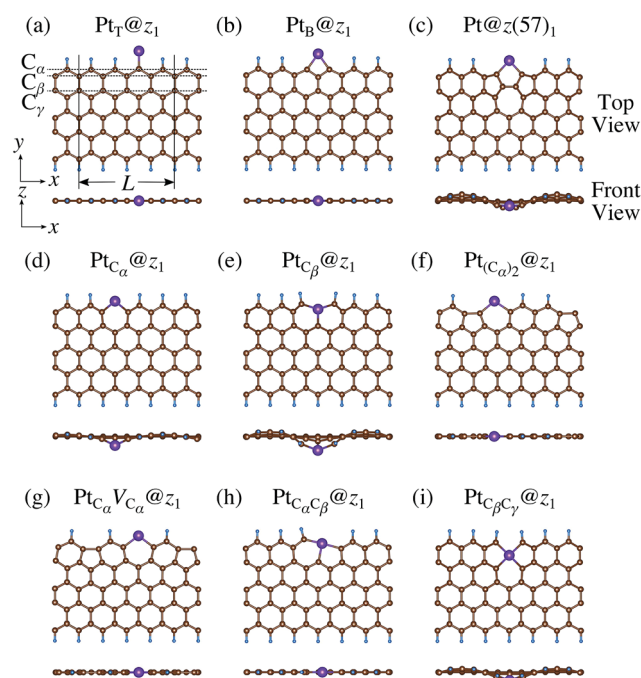 (a) Pt_T@z_1
(b) Pt_B@z_1
(c) Pt@z(57)_1
C_α
C_β
C_γ
Top
View
y
x
L
z
x
Front
View
(d) Pt_{C_α}@z_1
(e) Pt_{C_β}@z_1
(f) Pt_{(C_α)_2}@z_1
(g) Pt_{C_α}V_{C_α}@z_1
(h) Pt_{C_αC_β}@z_1
(i) Pt_{C_βC_γ}@z_1